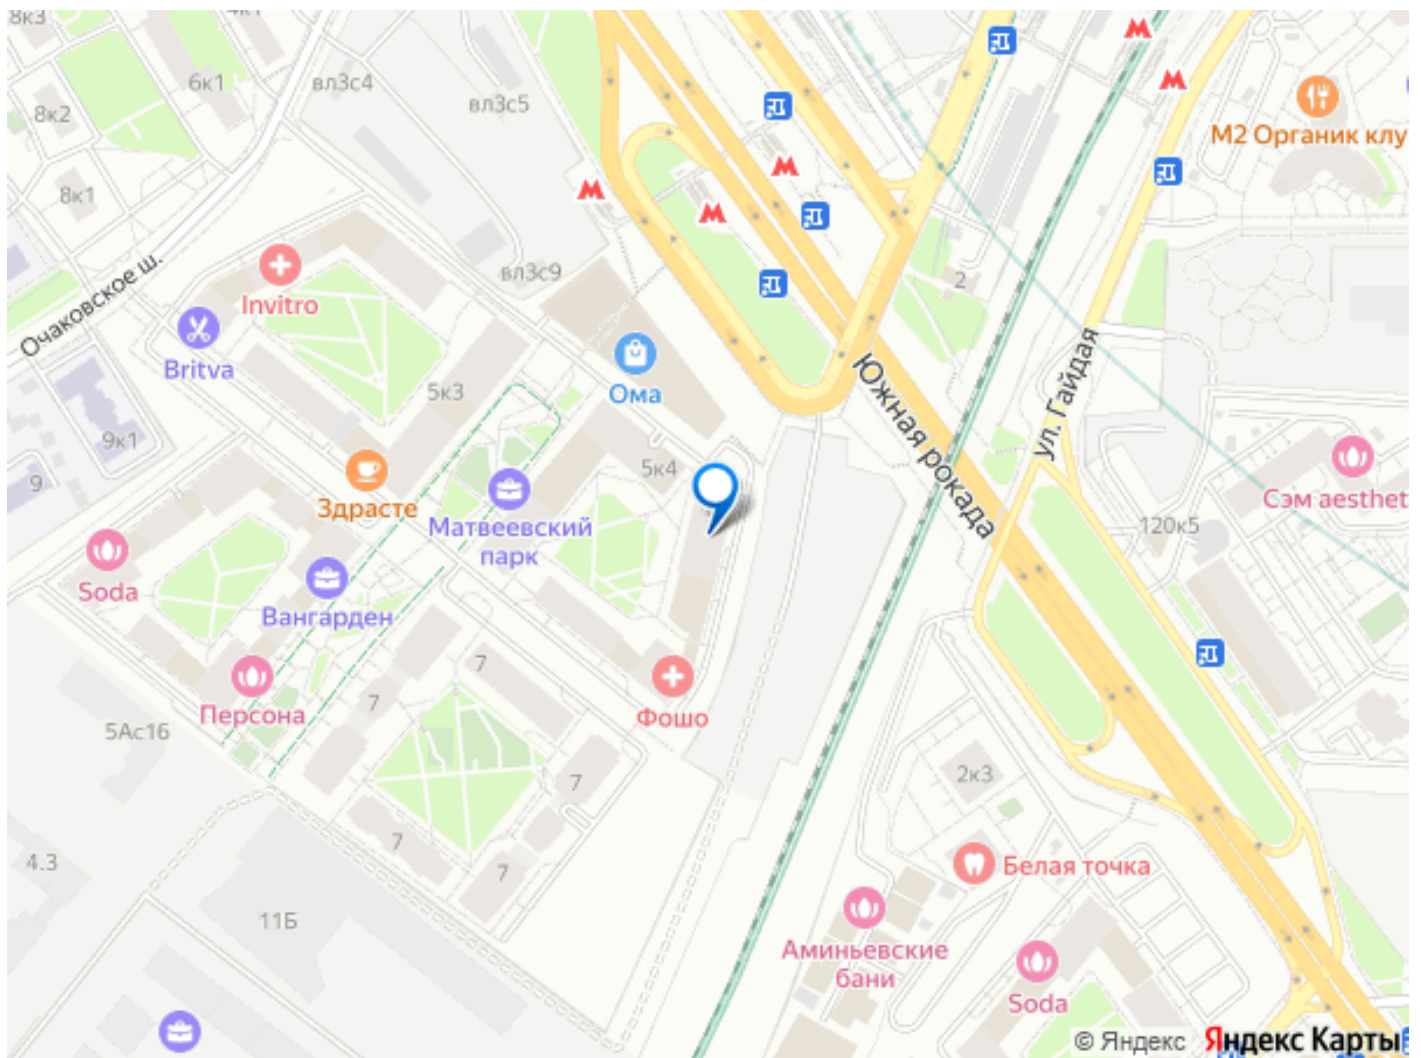 8к3
4к1
6к1
вл3с4
вл3с5
8к2
М2 Органик клу
8к1
вл3с9
2
Очаковское ш.
Invitro
Britva
Ома
5к3
Южная рокада
ул. Гайдая
9к1
9
5к4
Здрасте
Матвеевский
парк
Сэм aesthet
120к5
Soda
Вангарден
7
7
Персона
Фошо
5Ас16
7
2к3
7
7
4.3
Белая точка
11Б
Аминьевские
бани
Soda
© Яндекс Яндекс Карты